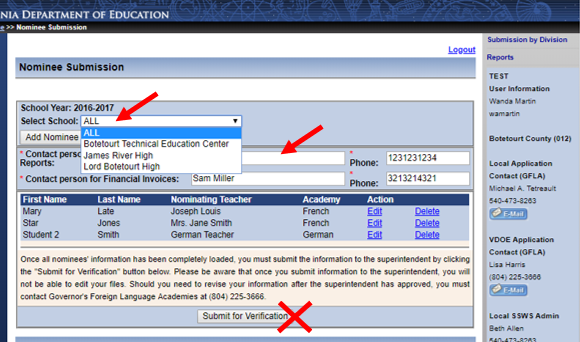 NIA DEPARTMENT OF EDUCATION
e >> Nominee Submission
Logout
Nominee Submission
School Year: 2016-2017
Select School: ALL
ALL
Botetourt Technical Education Center
James River High
Lord Botetourt High
Add Nominee
* Contact perso
Reports:
* Phone: 1231231234
* Contact person for Financial Invoices: Sam Miller
* Phone: 3213214321
First Name Last Name Nominating Teacher Academy Action
Mary Late Joseph Louis French Edit Delete
Star Jones Mrs. Jane Smith French Edit Delete
Student 2 Smith German Teacher German Edit Delete
Once all nominees' information has been completely loaded, you must submit the information to the superintendent by clicking
the "Submit for Verification" button below. Please be aware that once you submit information to the superintendent, you will
not be able to edit your files. Should you need to revise your information after the superintendent has approved, you must
contact Governor's Foreign Language Academies at (804) 225-3666.
Submit for Verification
Submission by Division
Reports
TEST
User Information
Wanda Martin
wamartin
Botetourt County (012)
Local Application
Contact (GFLA)
Michael A. Tetreault
540-473-8263
E-Mail
VDOE Application
Contact (GFLA)
Lisa Harris
(804) 225-3666
E-Mail
Local SSWS Admin
Beth Allen
540-473-8263